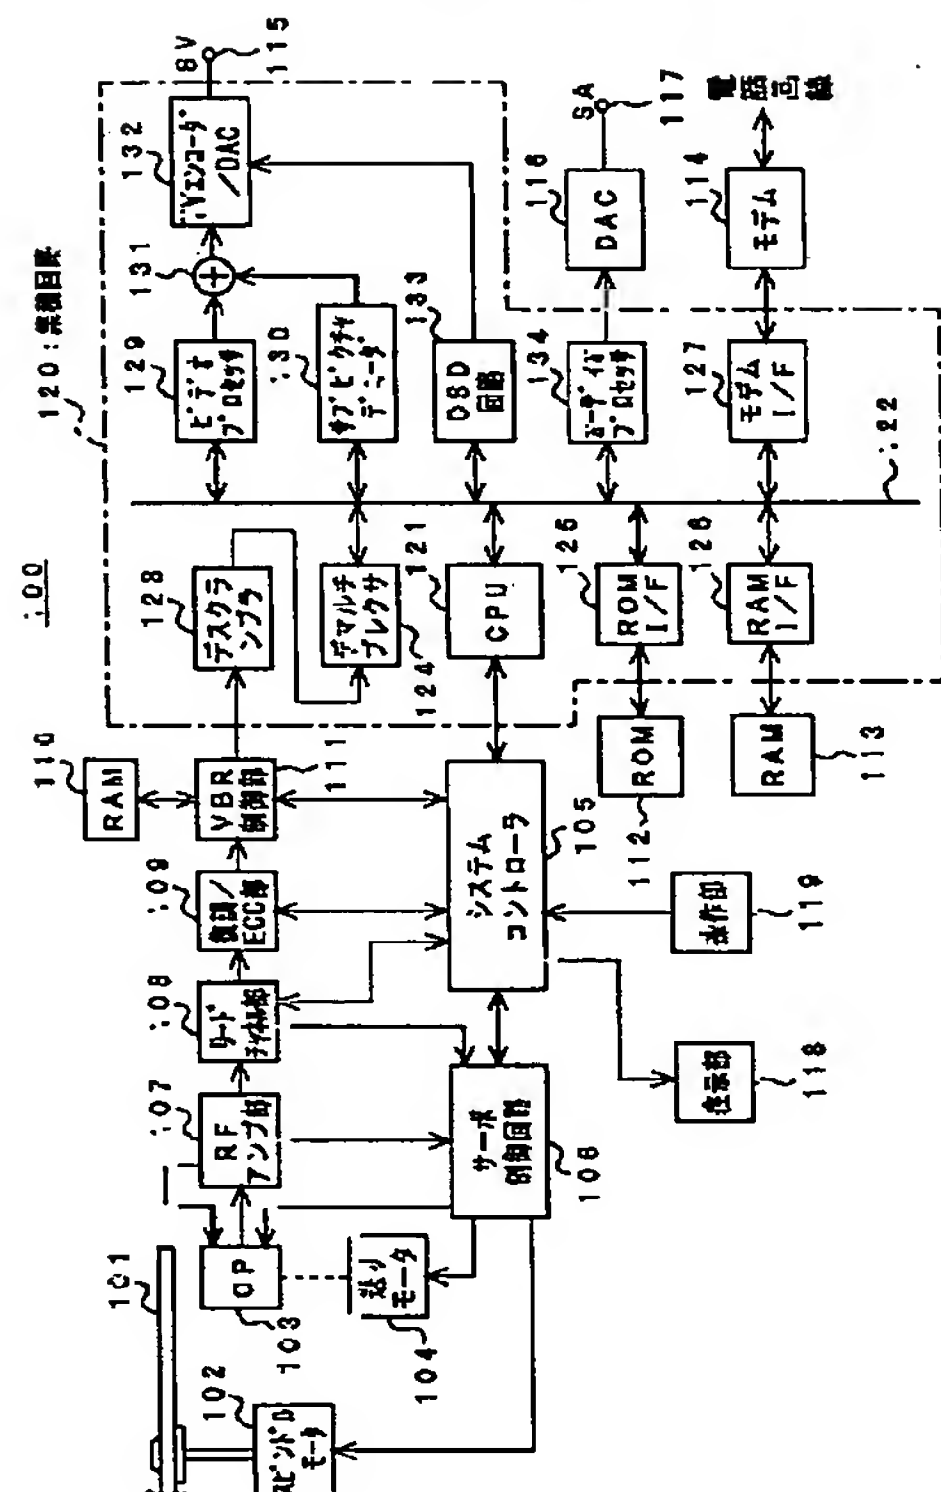 100
120:集積回路
101
102
スピンドル
モータ
103
OP
104
送り
モータ
107
RF
アンプ部
108
リード
チャネル部
109
復調/
ECC部
110
RAM
111
VBR
制御部
106
サーボ
制御回路
105
システム
コントローラ
118
表示部
119
操作部
112
ROM
113
RAM
128
デスクラ
ンブラ
124
デマルチ
プレクサ
121
CPU
125
ROM
I/F
126
RAM
I/F
122
129
ビデオ
プロセッサ
130
サブピクチャ
デコーダ
131
132
NVエンコーダ
/DAC
SV
115
133
OSD
回路
134
オーディオ
プロセッサ
116
DAC
SA
117
127
モデム
I/F
114
モデム
電話回線